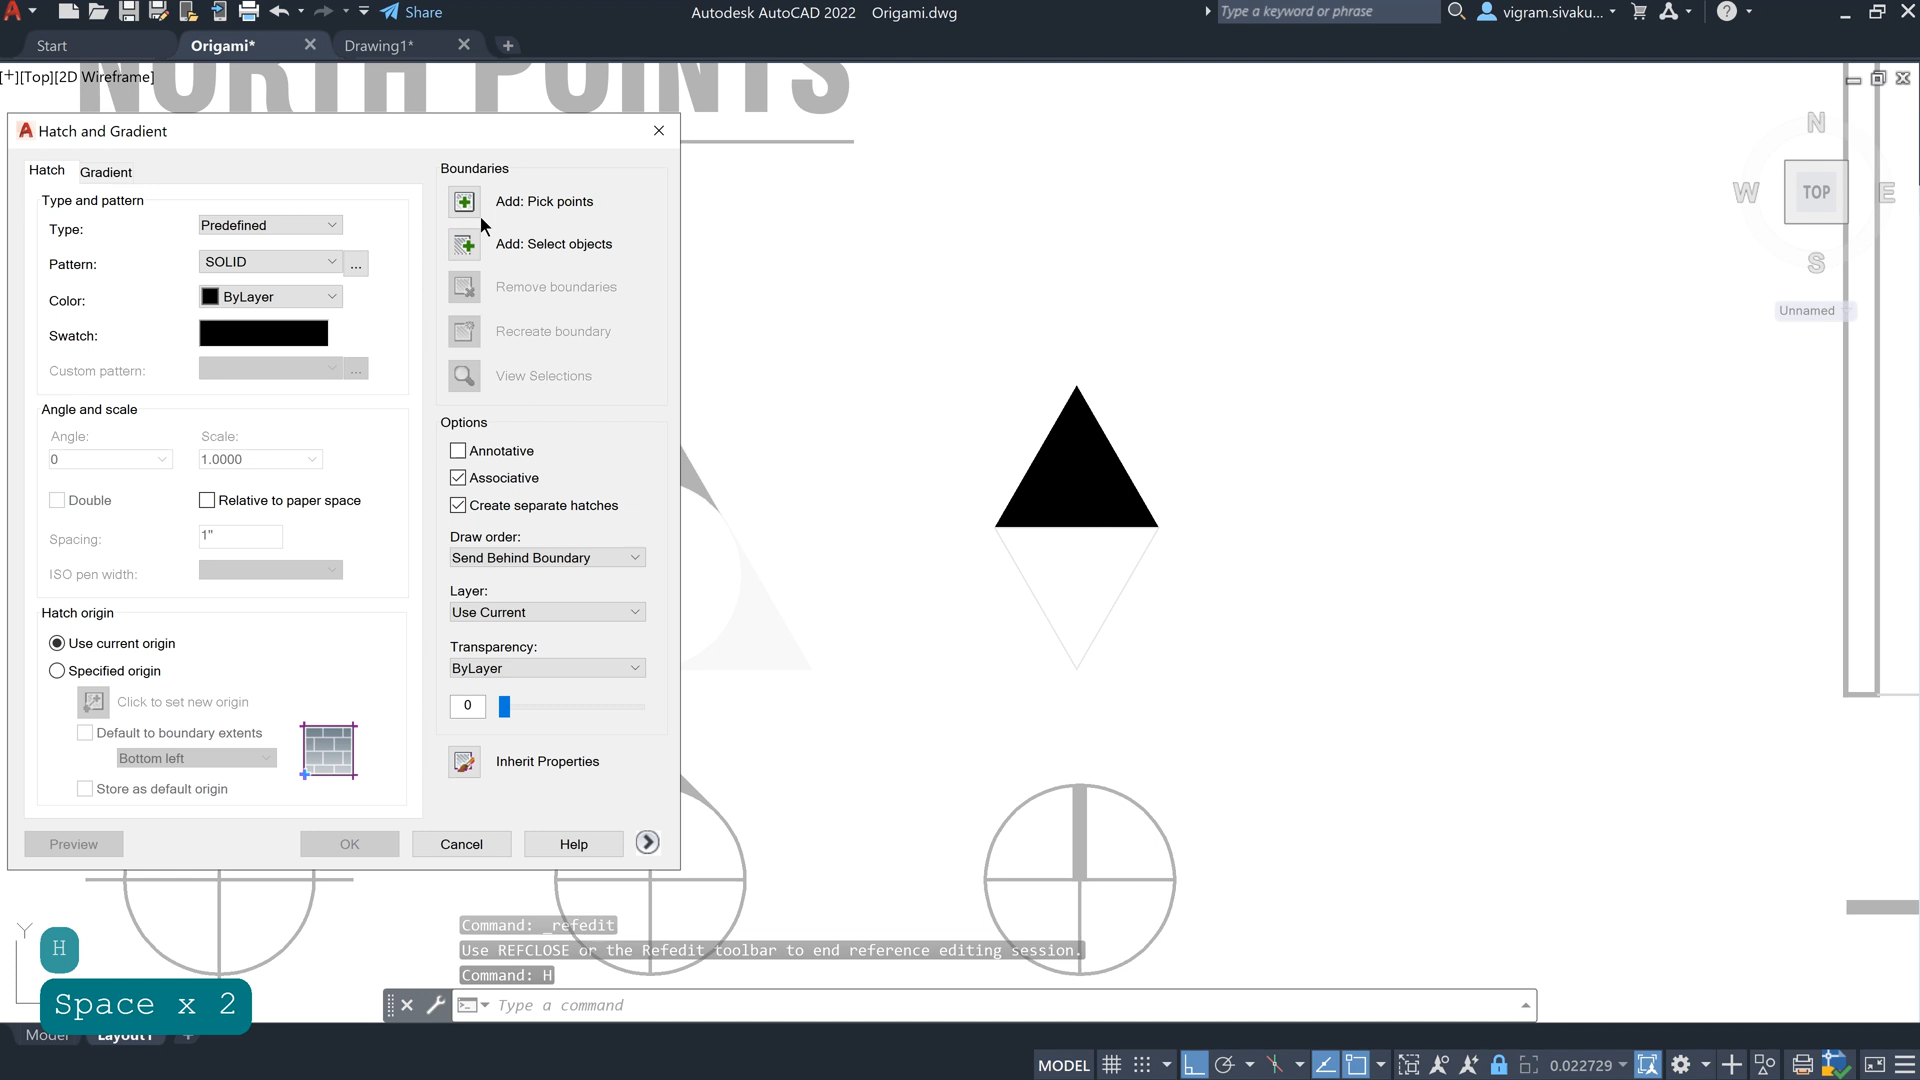 Share
Autodesk AutoCAD 2022 Origami.dwg
Type a keyword or phrase
vigram.sivaku...
Start
Origami*
Drawing1*
[+][Top][2D Wireframe]
NORTH POINTS
Hatch and Gradient
Hatch
Gradient
Type and pattern
Type:
Predefined
Pattern:
SOLID
...
Color:
ByLayer
Swatch:
Custom pattern:
...
Angle and scale
Angle:
Scale:
0
1.0000
Double
Relative to paper space
Spacing:
1"
ISO pen width:
Hatch origin
Use current origin
Specified origin
Click to set new origin
Default to boundary extents
Bottom left
Store as default origin
Boundaries
Add: Pick points
Add: Select objects
Remove boundaries
Recreate boundary
View Selections
Options
Annotative
Associative
Create separate hatches
Draw order:
Send Behind Boundary
Layer:
Use Current
Transparency:
ByLayer
0
Inherit Properties
Preview
OK
Cancel
Help
N
W
TOP
E
S
Unnamed
Command: _refedit
Use REFCLOSE or the Refedit toolbar to end reference editing session.
Command: H
Type a command
Y
H
Space x 2
Model
Layout1
MODEL
0.022729